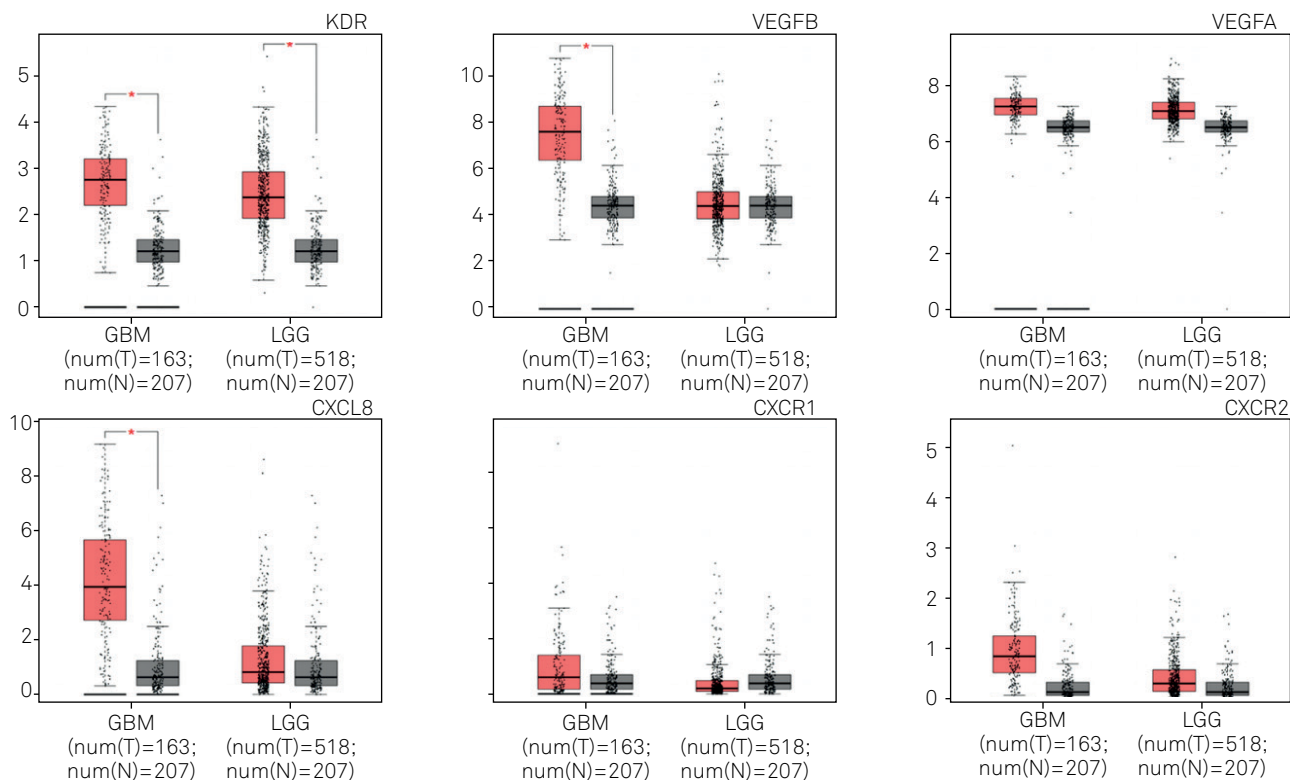 KDR
5
4
3
2
1
0
*
*
GBM
(num(T)=163;
num(N)=207)
LGG
(num(T)=518;
num(N)=207)
VEGFB
10
8
6
4
2
0
*
GBM
(num(T)=163;
num(N)=207)
LGG
(num(T)=518;
num(N)=207)
VEGFA
8
6
4
2
0
GBM
(num(T)=163;
num(N)=207)
LGG
(num(T)=518;
num(N)=207)
CXCL8
10
8
6
4
2
0
*
GBM
(num(T)=163;
num(N)=207)
LGG
(num(T)=518;
num(N)=207)
CXCR1
GBM
(num(T)=163;
num(N)=207)
LGG
(num(T)=518;
num(N)=207)
CXCR2
5
4
3
2
1
0
GBM
(num(T)=163;
num(N)=207)
LGG
(num(T)=518;
num(N)=207)